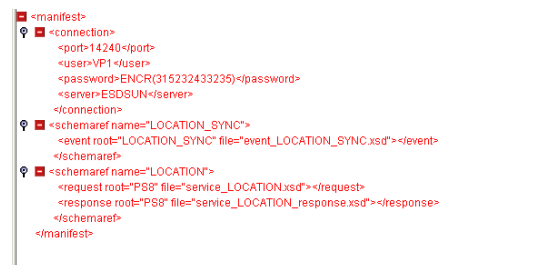 <manifest>
<connection>
<port>14240</port>
<user>VP1</user>
<password>ENCR(315232433235)</password>
<server>ESDSUN</server>
</connection>
<schemaref name="LOCATION_SYNC">
<event root="LOCATION_SYNC" file="event_LOCATION_SYNC.xsd"></event>
</schemaref>
<schemaref name="LOCATION">
<request root="PS8" file="service_LOCATION.xsd"></request>
<response root="PS8" file="service_LOCATION_response.xsd"></response>
</schemaref>
</manifest>